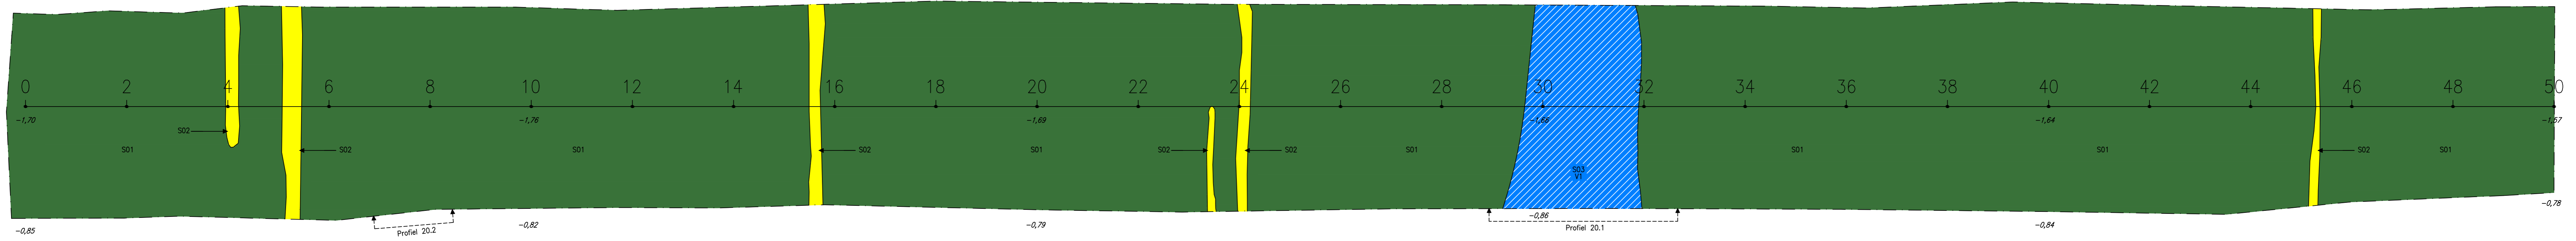 0 2 4 6 8 10 12 14 16 18 20 22 24 26 28 30 32 34 36 38 40 42 44 46 48 50
-1,70 -1,76 -1,69 -1,68 -1,64 -1,57
S02
S01 S02 S01 S02 S01 S02 S02 S01 S01 S01 S02 S01
S03
V1
-0,85 -0,82 -0,79 -0,86 -0,84 -0,78
Profiel 20.2 Profiel 20.1